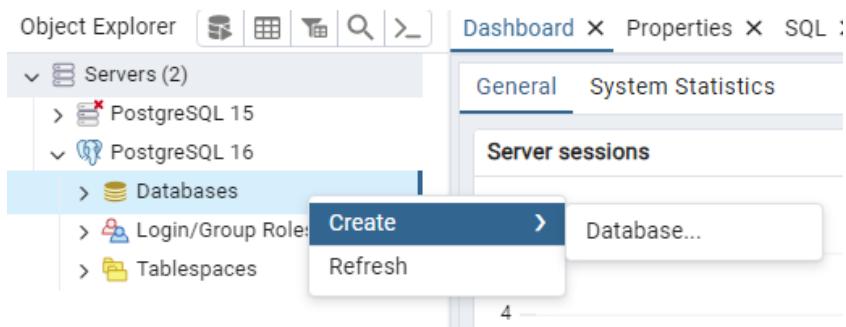 Object Explorer
Dashboard Properties SQL
Servers (2)
General System Statistics
PostgreSQL 15
PostgreSQL 16
Server sessions
Databases
Create
Database...
Login/Group Roles
Refresh
Tablespaces
4